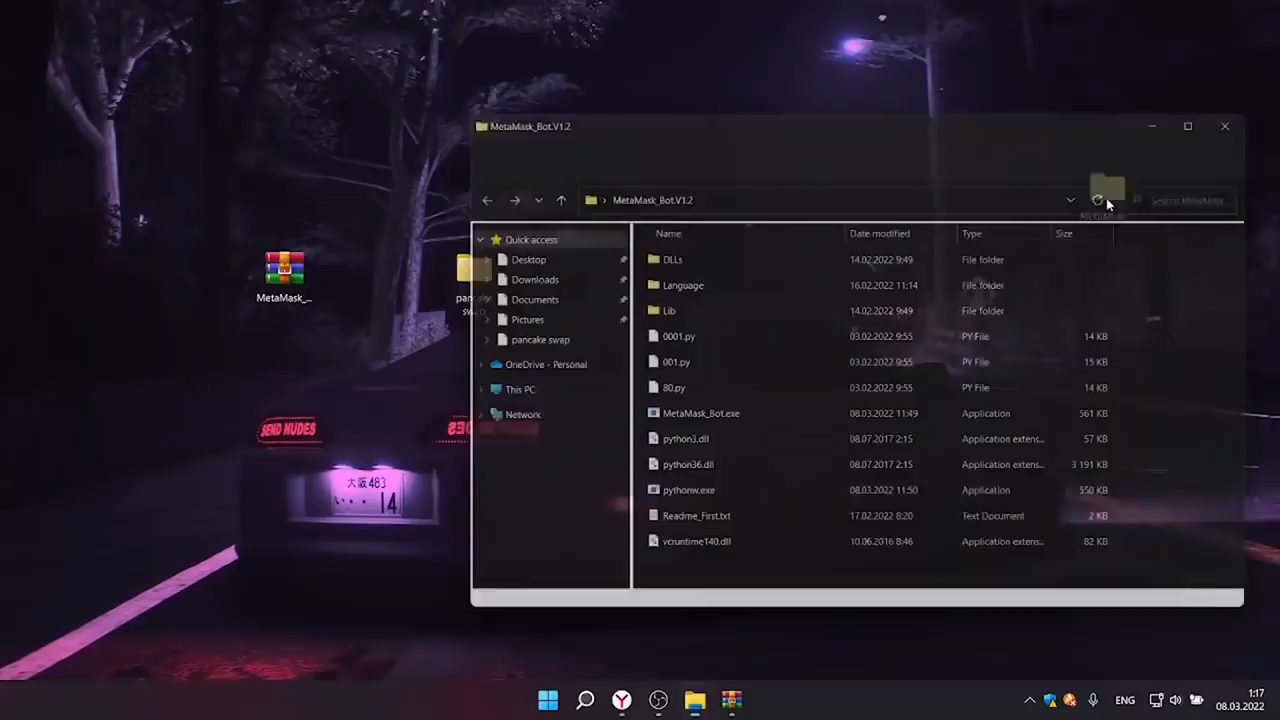 MetaMask_Bot.V1.2
MetaMask_Bot.V1.2
Name
Date modified
Type
Size
Quick access
Desktop
Downloads
Documents
Pictures
pancake swap
OneDrive - Personal
This PC
Network
DLLs 14.02.2022 9:49 File folder
Language 16.02.2022 11:14 File folder
Lib 14.02.2022 9:49 File folder
0001.py 03.02.2022 9:55 PY File 14 KB
001.py 03.02.2022 9:55 PY File 15 KB
80.py 03.02.2022 9:55 PY File 14 KB
MetaMask_Bot.exe 08.03.2022 11:49 Application 561 KB
python3.dll 08.07.2017 2:15 Application extens... 57 KB
python36.dll 08.07.2017 2:15 Application extens... 3 191 KB
pythonw.exe 08.03.2022 11:50 Application 550 KB
Readme_First.txt 17.02.2022 8:20 Text Document 2 KB
vcruntime140.dll 10.06.2016 8:46 Application extens... 82 KB
MetaMask_...
SEND NUDES
大阪 483
14
ENG
1:17
08.03.2022